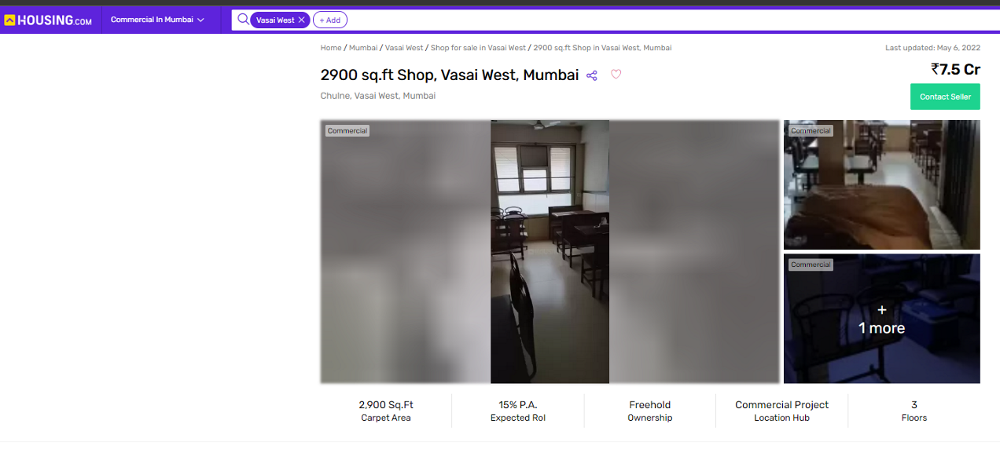 HOUSING.COM
Commercial In Mumbai
Vasai West
+ Add
Home / Mumbai / Vasai West / Shop for sale in Vasai West / 2900 sq.ft Shop in Vasai West, Mumbai
Last updated: May 6, 2022
2900 sq.ft Shop, Vasai West, Mumbai
₹7.5 Cr
Chulne, Vasai West, Mumbai
Contact Seller
Commercial
Commercial
Commercial
+
1 more
2,900 Sq.Ft
Carpet Area
15% P.A.
Expected RoI
Freehold
Ownership
Commercial Project
Location Hub
3
Floors